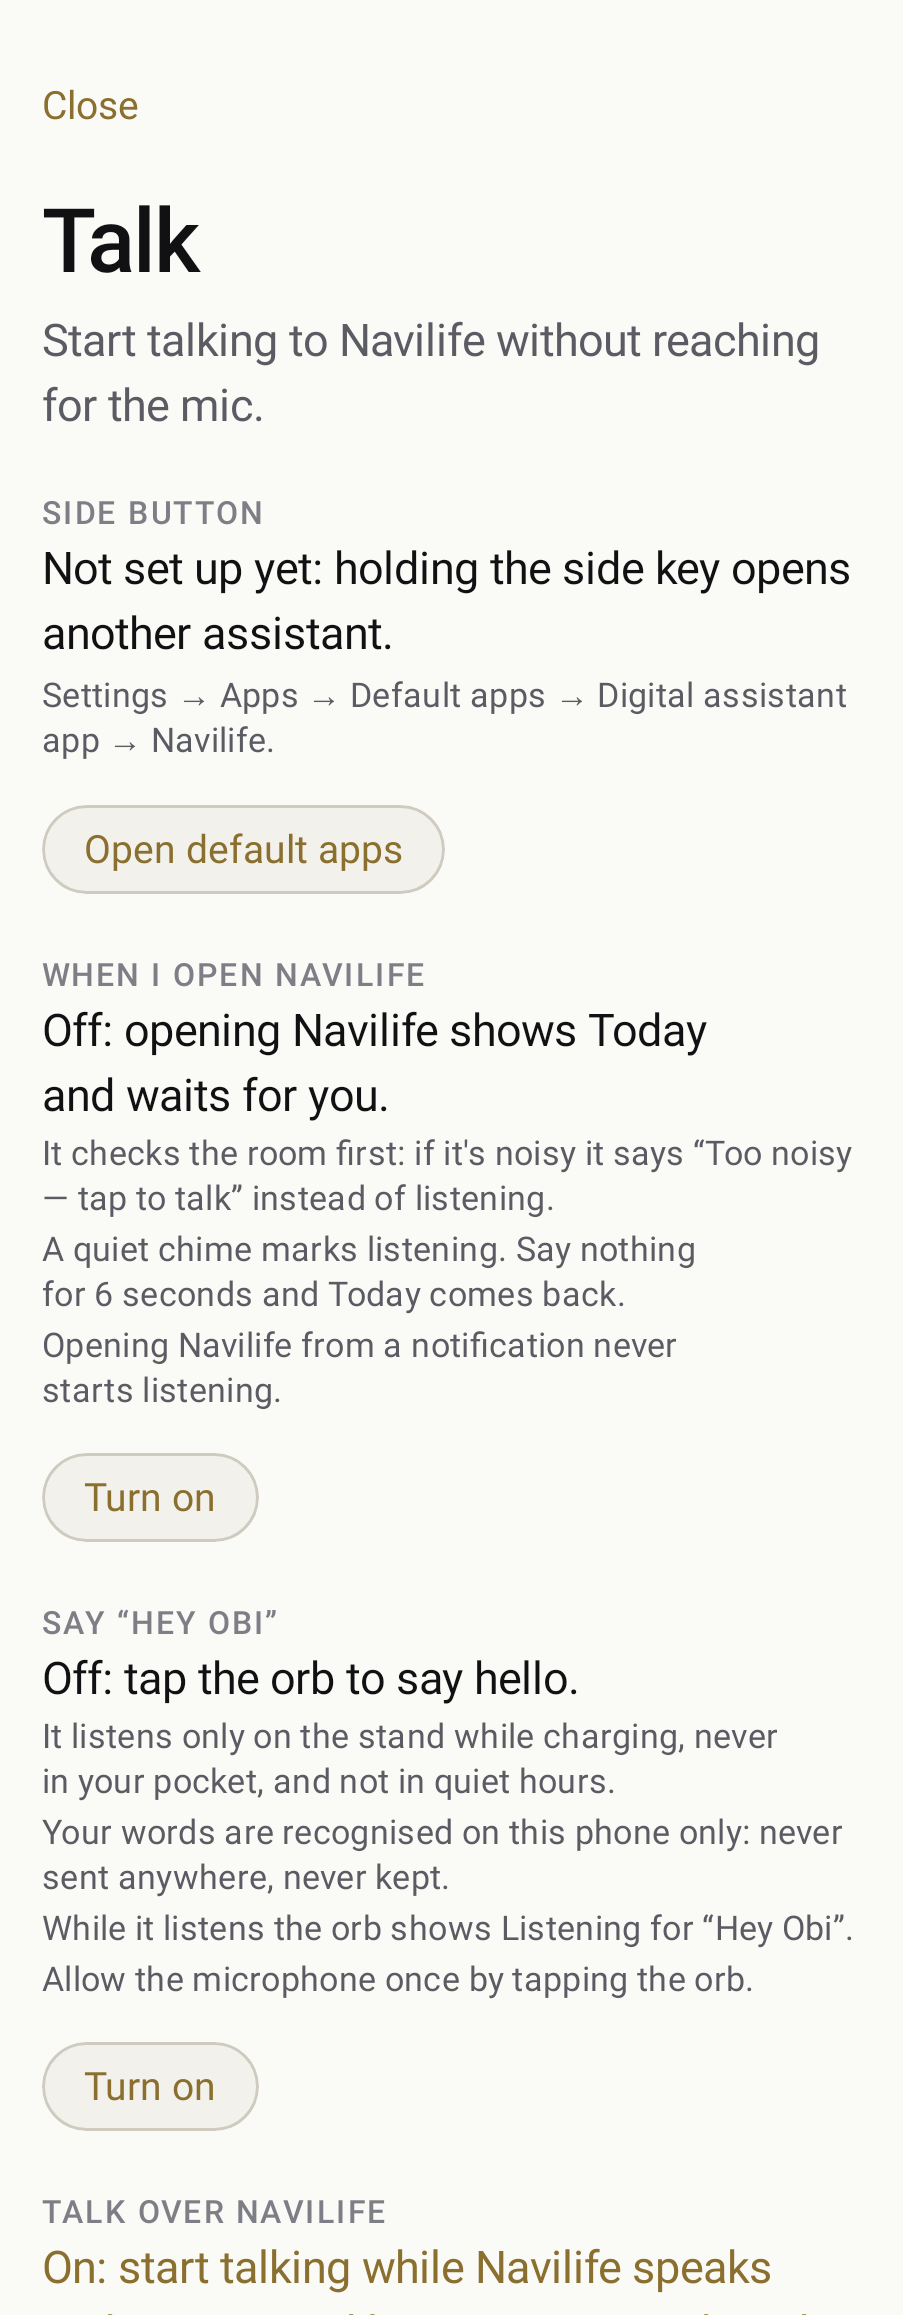 Close
Talk
Start talking to Navilife without reaching
for the mic.
SIDE BUTTON
Not set up yet: holding the side key opens
another assistant.
Settings → Apps → Default apps → Digital assistant
app → Navilife.
Open default apps
WHEN I OPEN NAVILIFE
Off: opening Navilife shows Today
and waits for you.
It checks the room first: if it's noisy it says “Too noisy
— tap to talk” instead of listening.
A quiet chime marks listening. Say nothing
for 6 seconds and Today comes back.
Opening Navilife from a notification never
starts listening.
Turn on
SAY “HEY OBI”
Off: tap the orb to say hello.
It listens only on the stand while charging, never
in your pocket, and not in quiet hours.
Your words are recognised on this phone only: never
sent anywhere, never kept.
While it listens the orb shows Listening for “Hey Obi”.
Allow the microphone once by tapping the orb.
Turn on
TALK OVER NAVILIFE
On: start talking while Navilife speaks